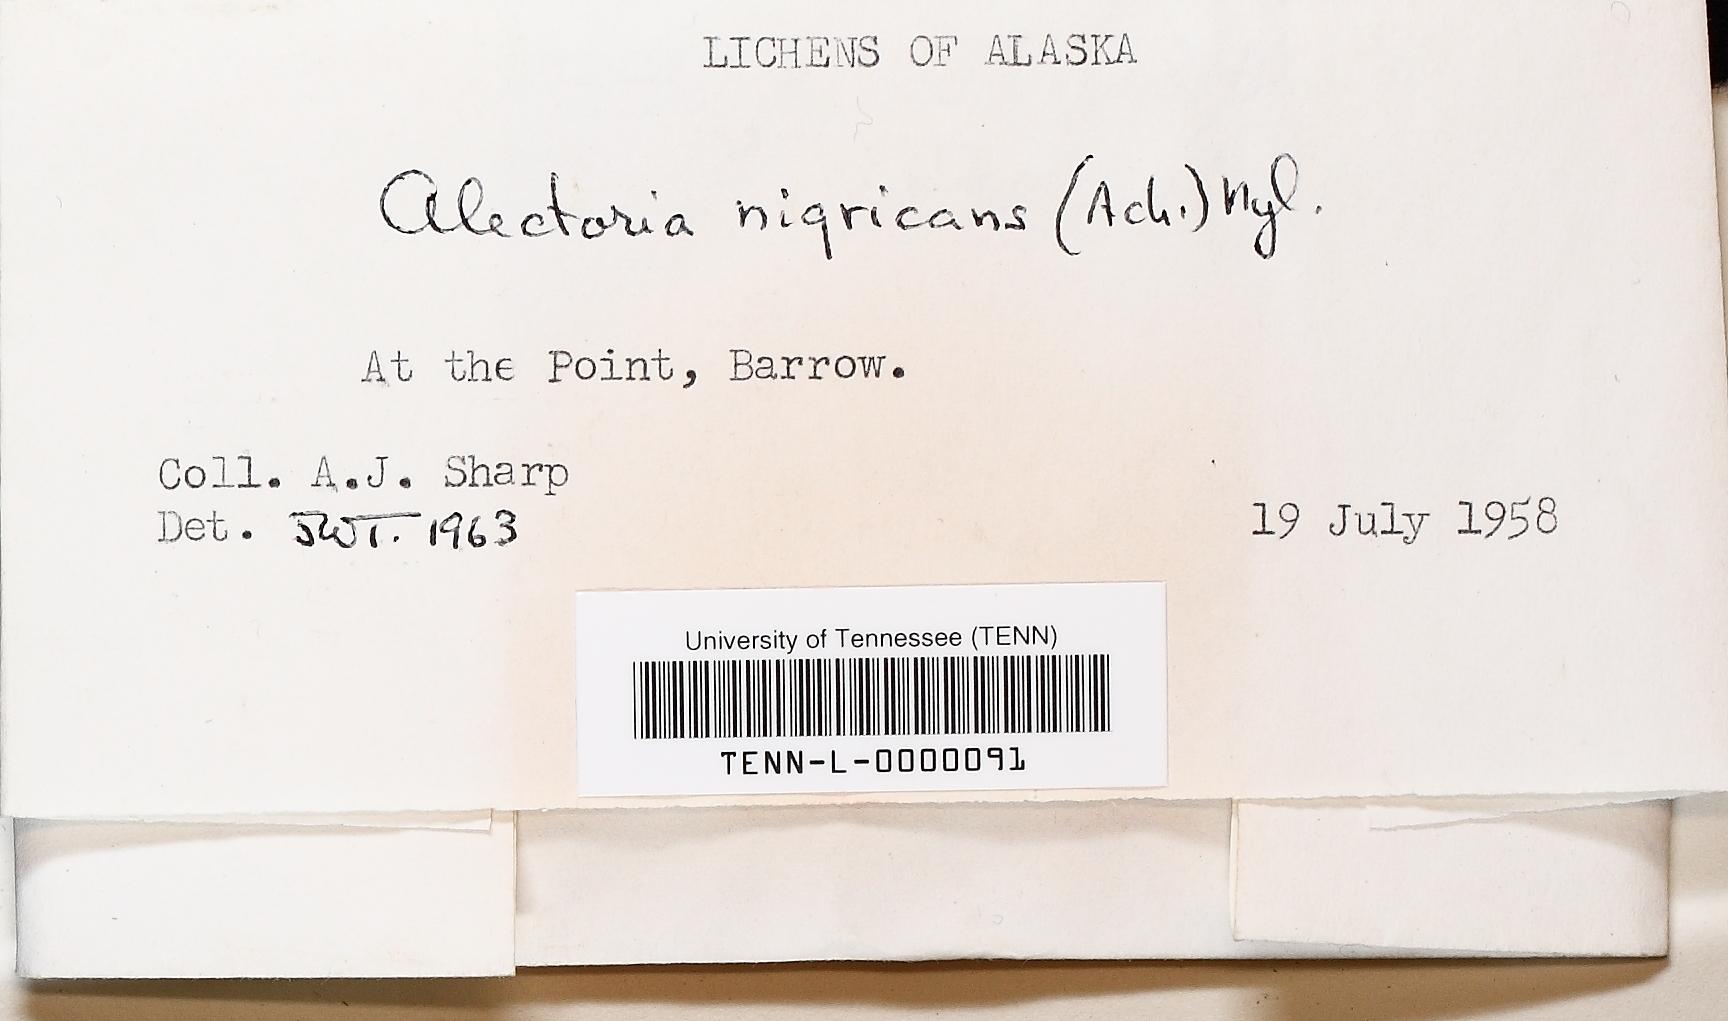 LICHENS OF ALASKA
Alectoria nigricans (Ach.) Nyl.
At the Point, Barrow.
Coll. A.J. Sharp
Det. JWT. 1963
19 July 1958
University of Tennessee (TENN)
TENN-L-0000091